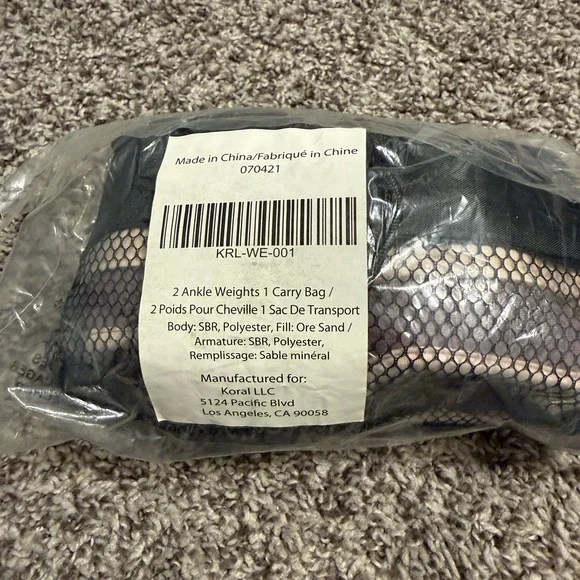 Made in China/Fabriqué in Chine
070421
KRL-WE-001
2 Ankle Weights 1 Carry Bag /
2 Poids Pour Cheville 1 Sac De Transport
Body: SBR, Polyester, Fill: Ore Sand /
Armature: SBR, Polyester,
Remplissage: Sable minéral
Manufactured for:
Koral LLC
5124 Pacific Blvd
Los Angeles, CA 90058